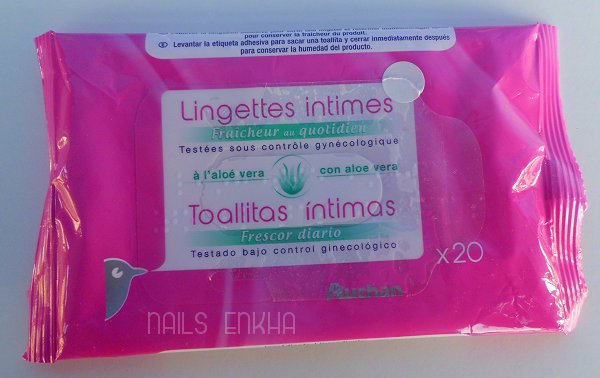 pour conserver la fraîcheur du produit.
Levantar la etiqueta adhesiva para sacar una toallita y cerrar inmediatamente después
para conservar la humedad del producto.
Lingettes intimes
Fraîcheur au quotidien
Testées sous contrôle gynécologique
à l'aloé vera con aloe vera
Toallitas íntimas
Frescor diario
Testado bajo control ginecológico
x20
Auchan
NAILS ENKHA